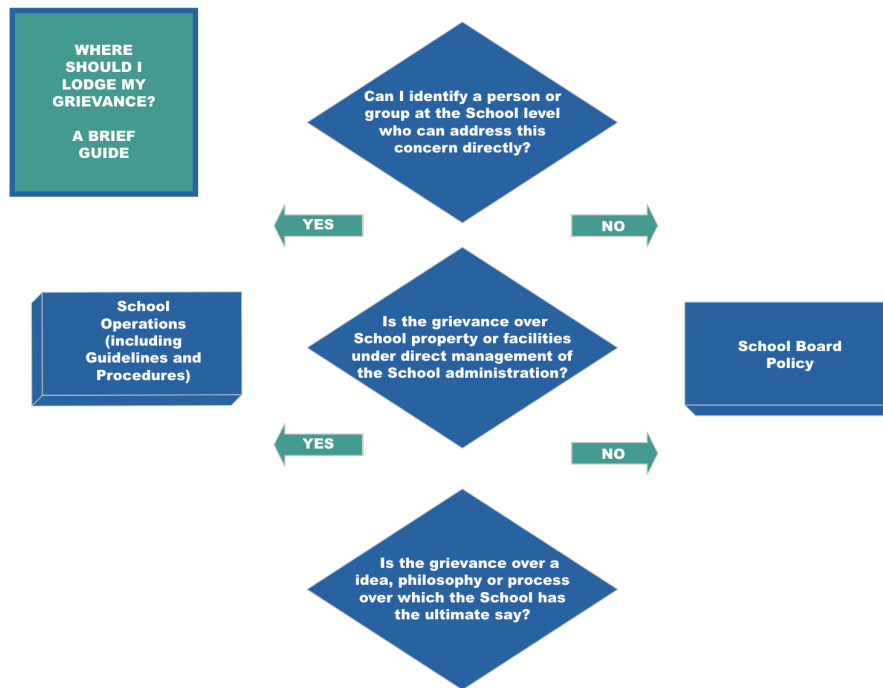 WHERE
SHOULD I
LODGE MY
GRIEVANCE?
A BRIEF
GUIDE
Can I identify a person or
group at the School level
who can address this
concern directly?
YES
NO
School
Operations
(including
Guidelines and
Procedures)
Is the grievance over
School property or facilities
under direct management of
the School administration?
School Board
Policy
YES
NO
Is the grievance over a
idea, philosophy or process
over which the School has
the ultimate say?